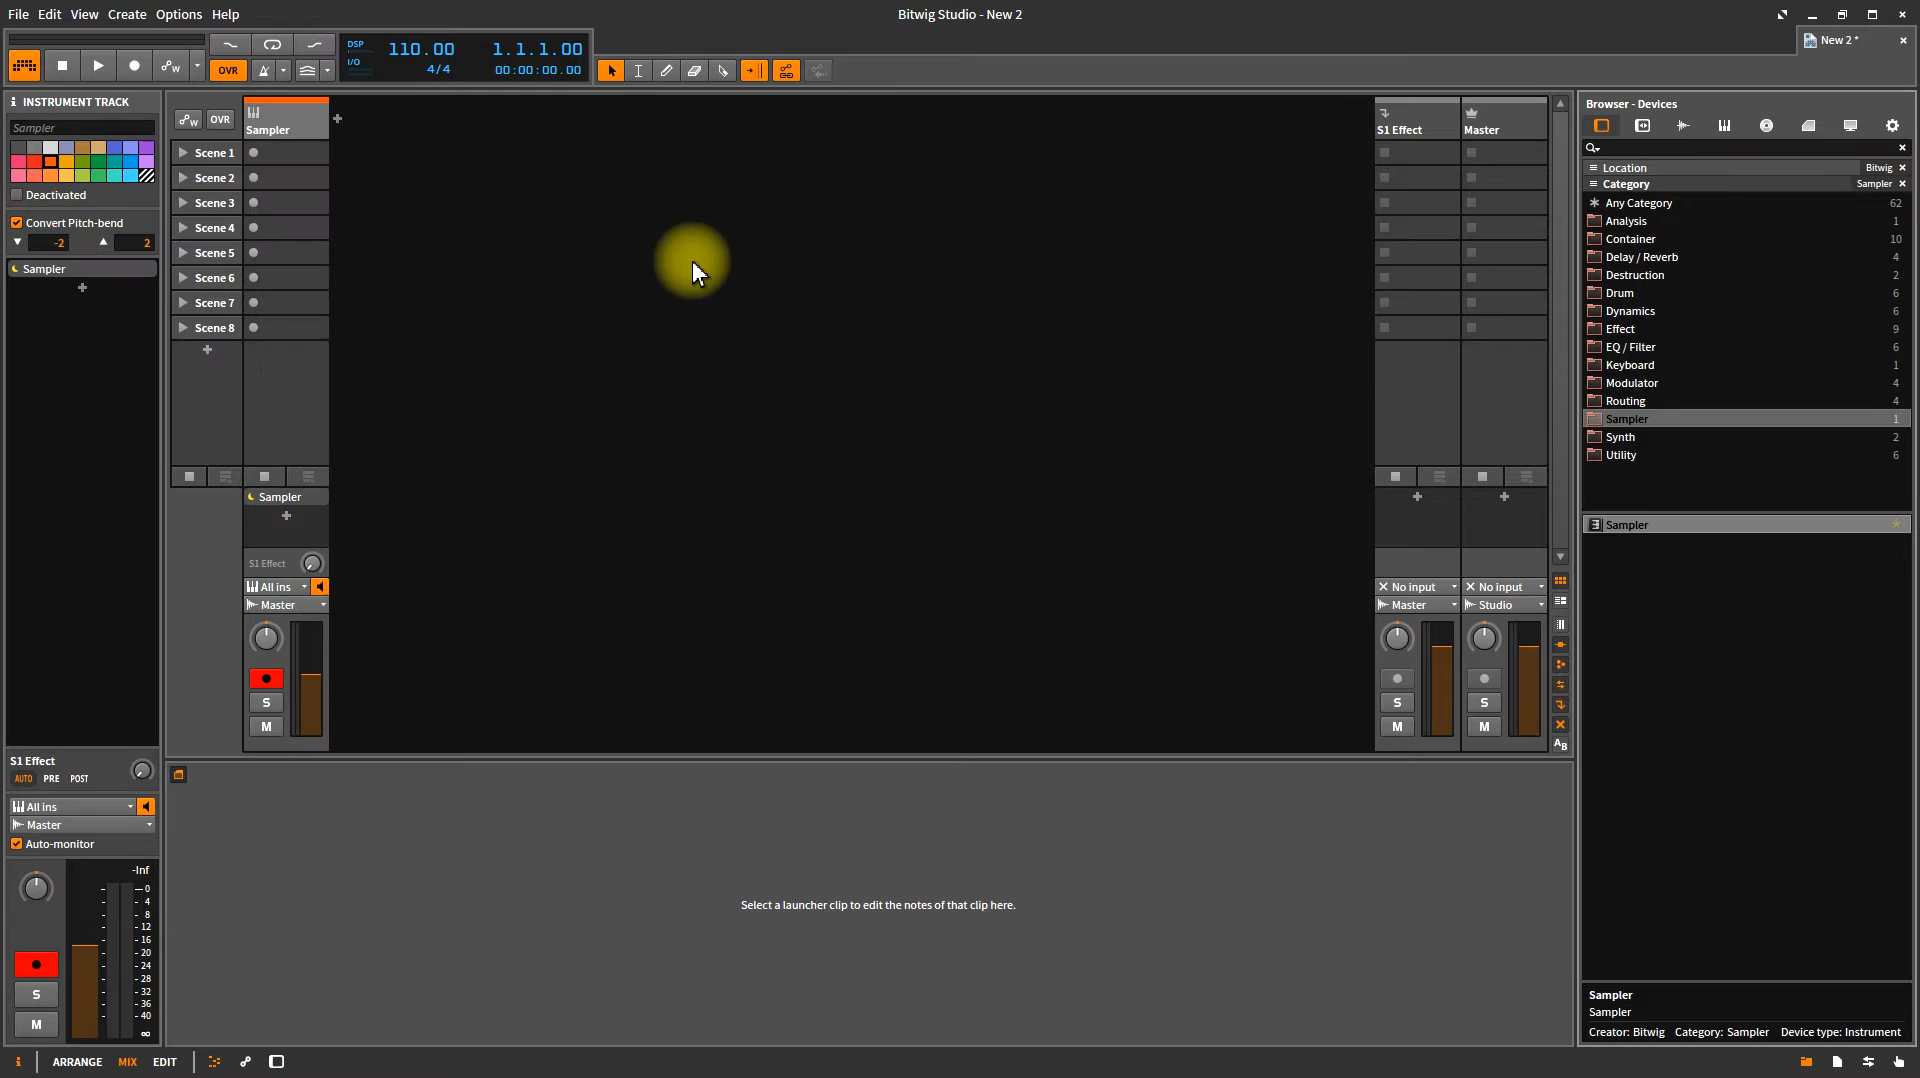 File Edit View Create Options Help
Bitwig Studio - New 2
New 2 *
DSP
I/O
110.00
4/4
1.1.1.00
00:00:00.00
OVR
W
INSTRUMENT TRACK
Sampler
Deactivated
Convert Pitch-bend
-2
2
Sampler
W
OVR
Sampler
Scene 1
Scene 2
Scene 3
Scene 4
Scene 5
Scene 6
Scene 7
Scene 8
Sampler
S1 Effect
All ins
Master
S
M
S1 Effect
Master
No input
No input
Master
Studio
S
M
S
M
AB
Select a launcher clip to edit the notes of that clip here.
S1 Effect
AUTO PRE POST
All ins
Master
Auto-monitor
-Inf
0
4
8
12
16
20
24
28
32
36
40
∞
S
M
Browser - Devices
Location Bitwig
Category Sampler
Any Category 62
Analysis 1
Container 10
Delay / Reverb 4
Destruction 2
Drum 6
Dynamics 6
Effect 9
EQ / Filter 6
Keyboard 1
Modulator 4
Routing 4
Sampler 1
Synth 2
Utility 6
Sampler
Sampler
Sampler
Creator: Bitwig Category: Sampler Device type: Instrument
i ARRANGE MIX EDIT